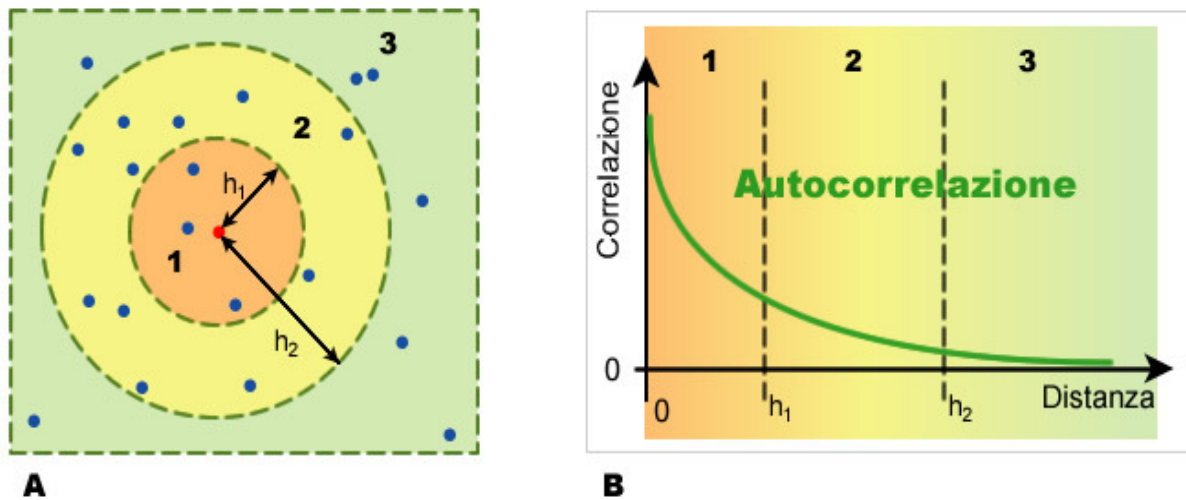 3
2
h1
1
h2
A
1 2 3
Correlazione
Autocorrelazione
0
0 h1 h2 Distanza
B